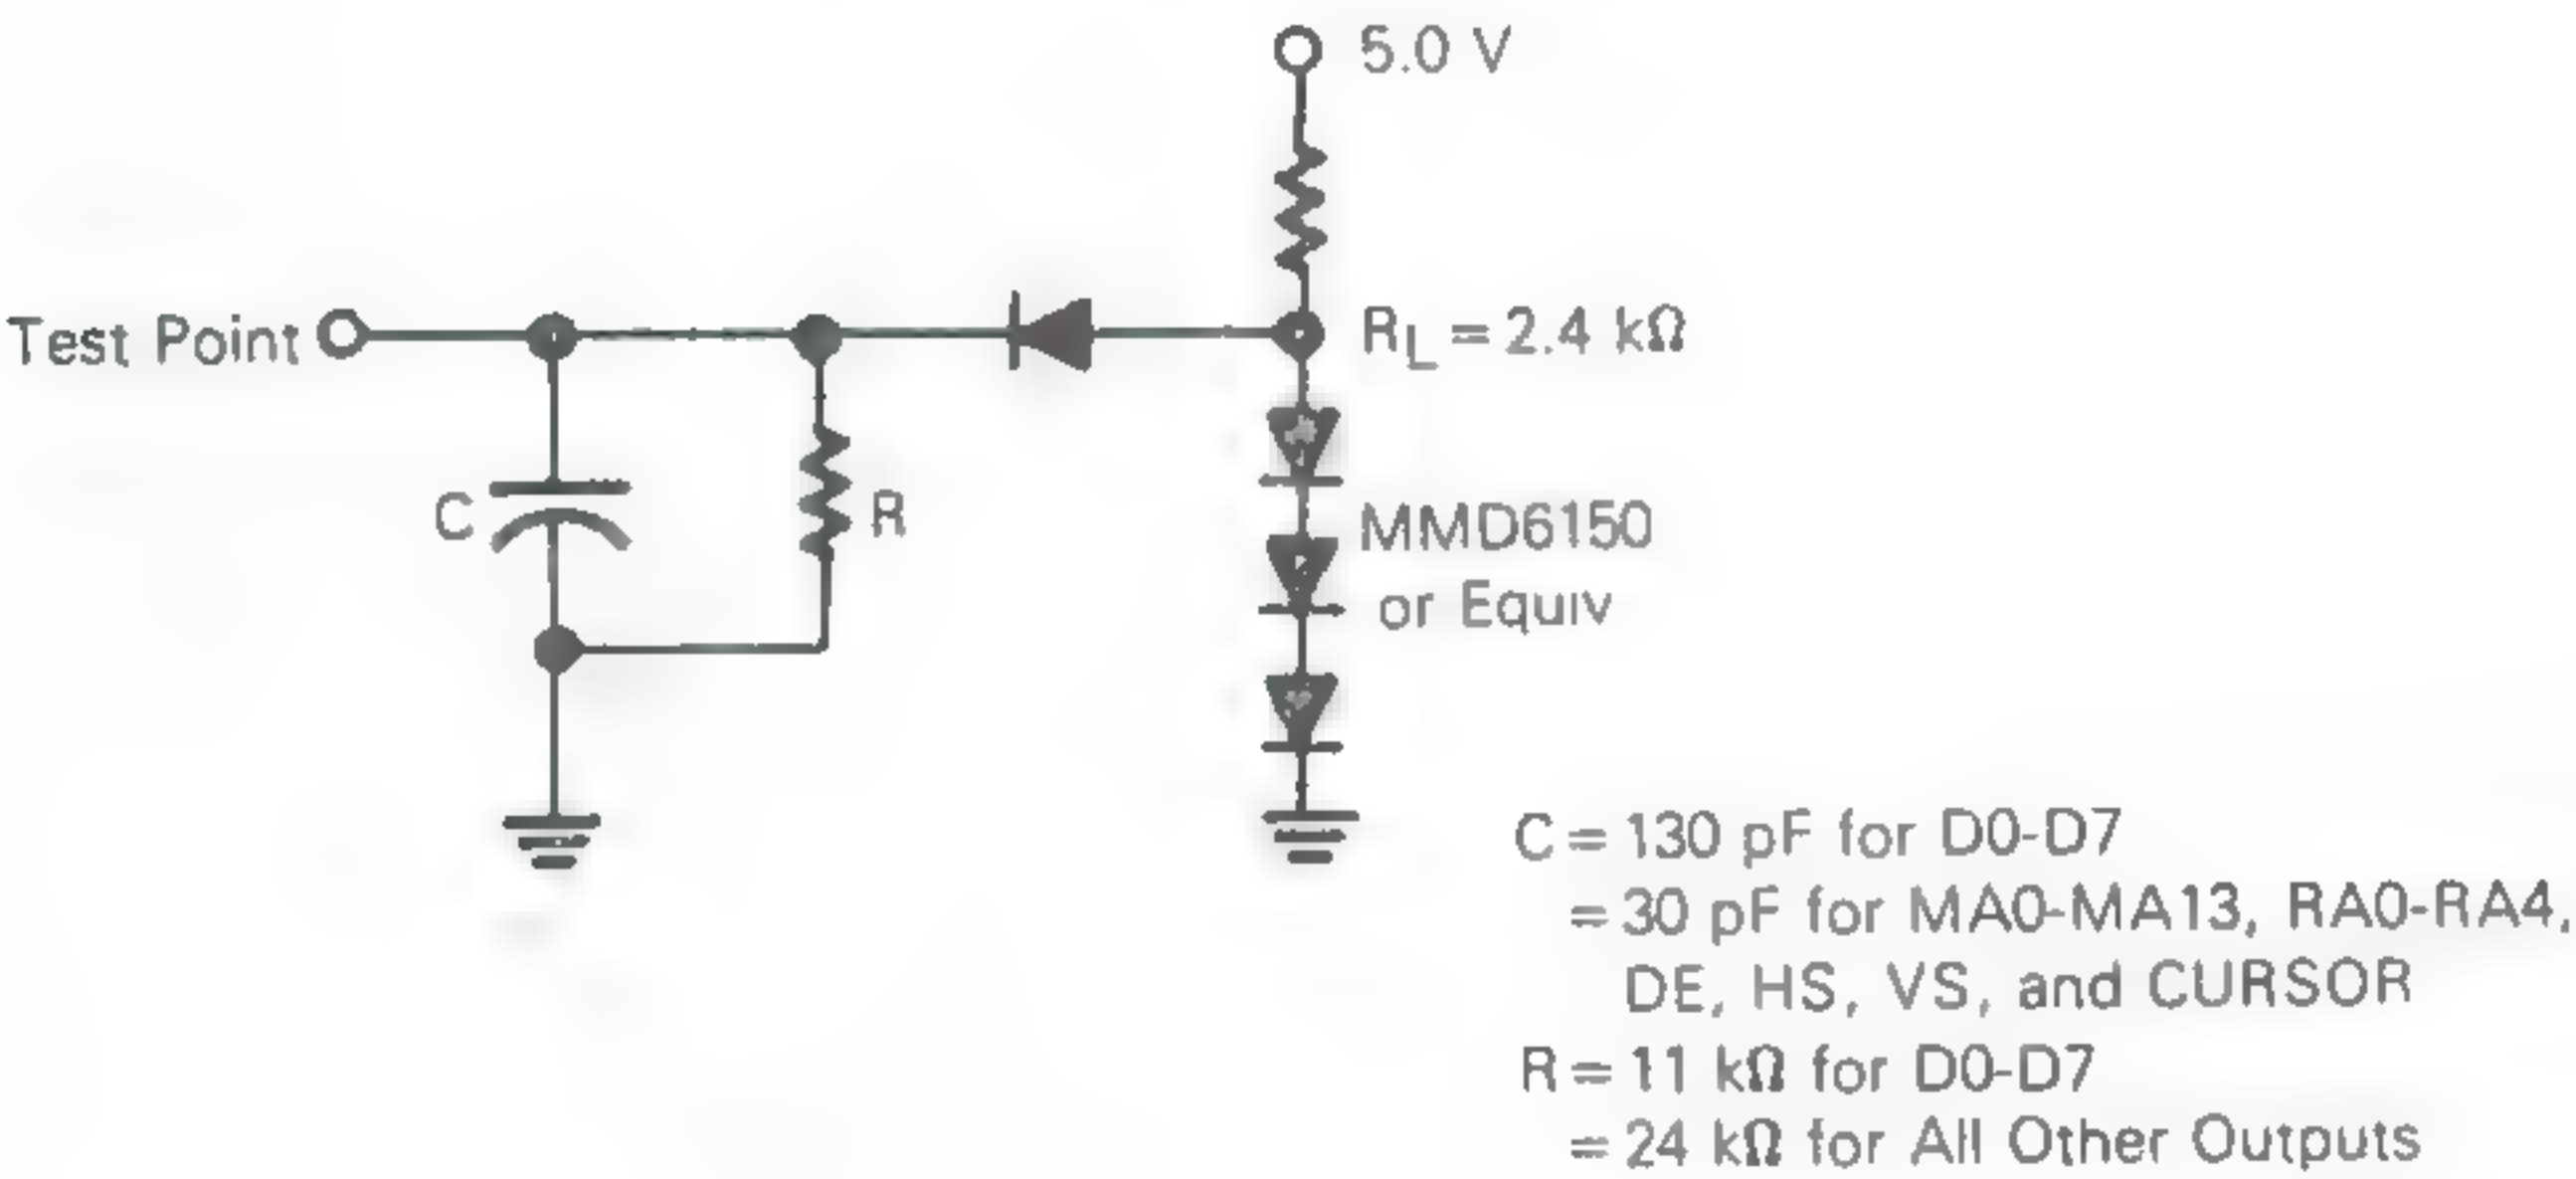 5.0 V
Test Point
RL = 2.4 kΩ
C
R
MMD6150
or Equiv
C = 130 pF for D0-D7
= 30 pF for MA0-MA13, RA0-RA4,
DE, HS, VS, and CURSOR
R = 11 kΩ for D0-D7
= 24 kΩ for All Other Outputs